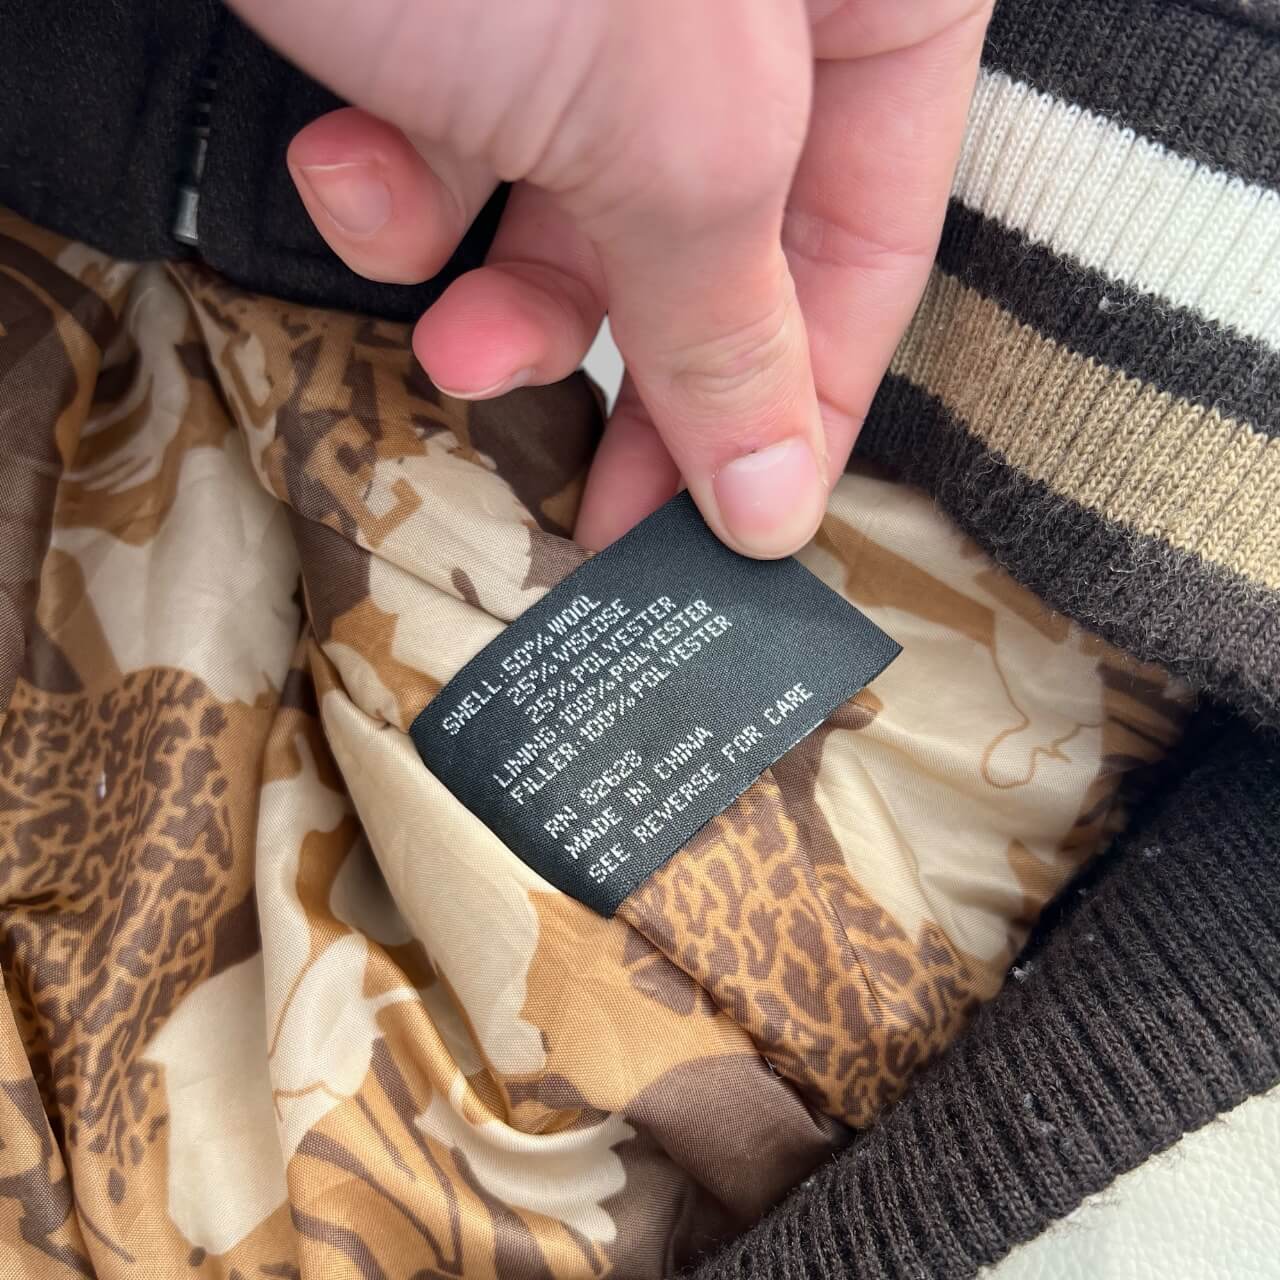 SHELL: 50% WOOL
25% VISCOSE
25% POLYESTER
LINING: 100% POLYESTER
FILLER: 100% POLYESTER
RN 82628
MADE IN CHINA
SEE REVERSE FOR CARE